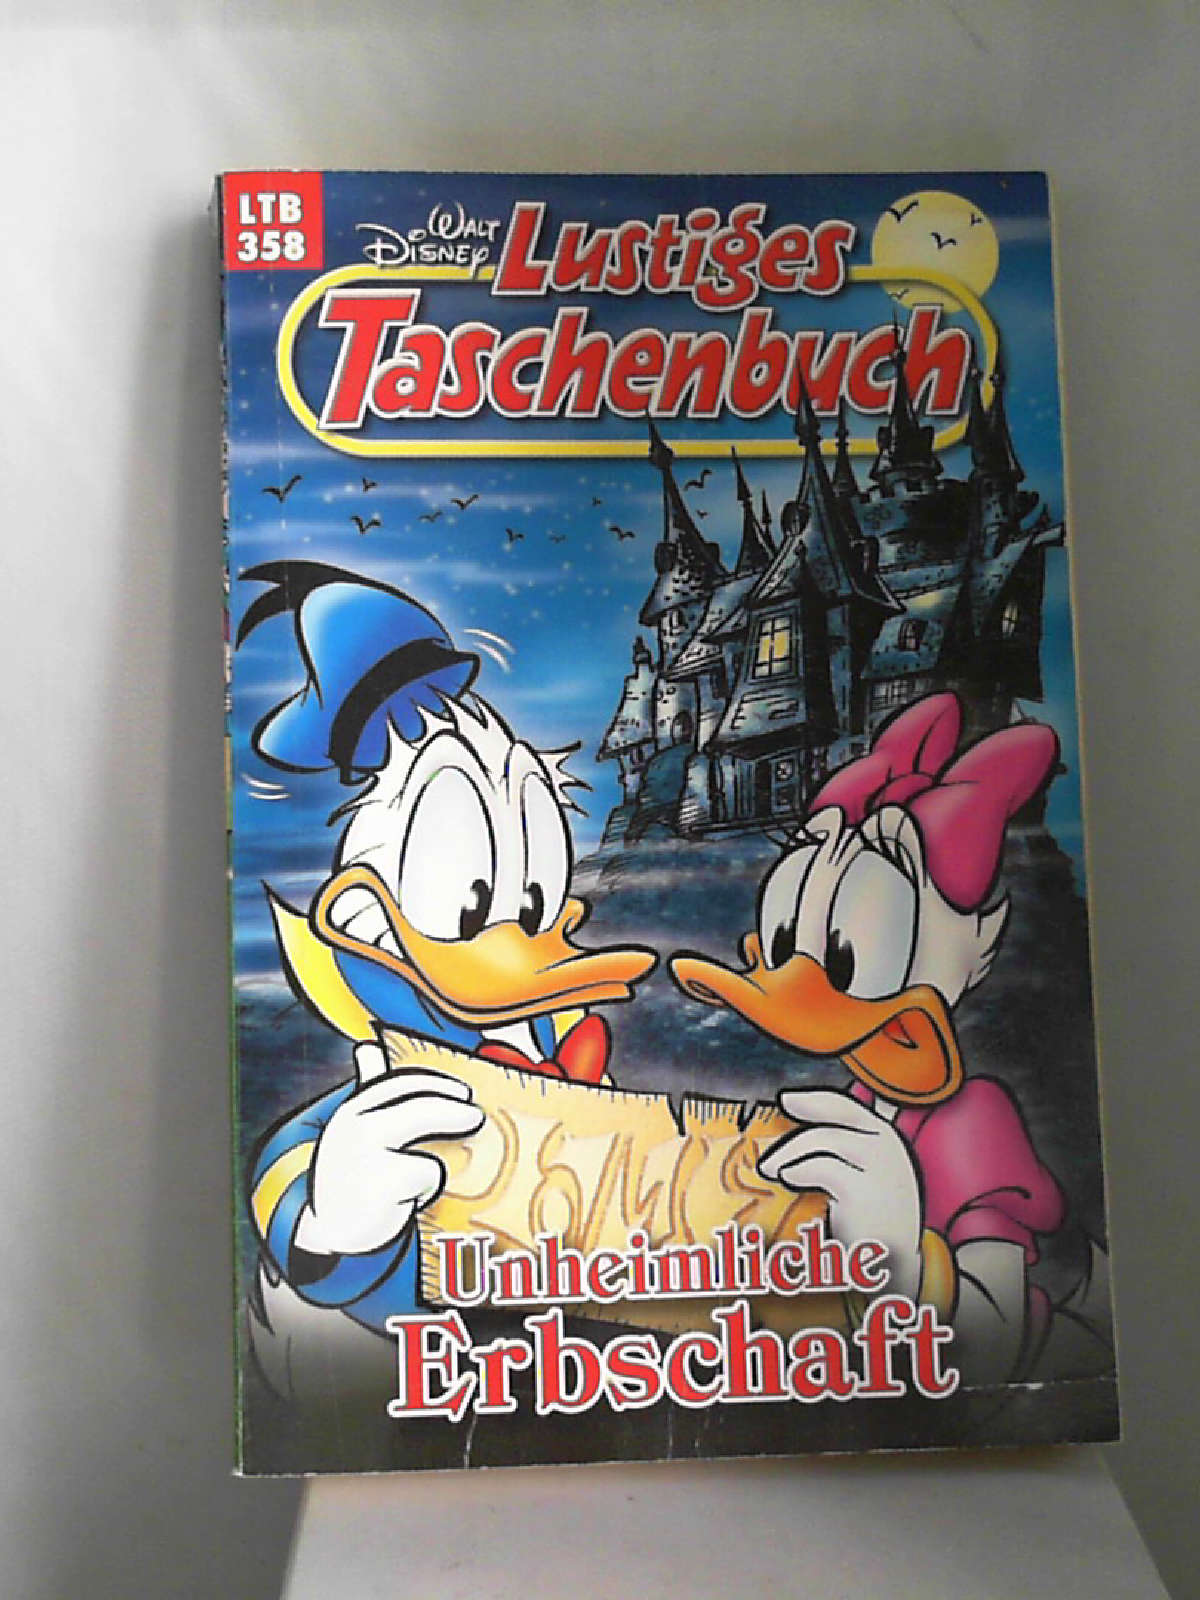 LTB
358
WALT
DISNEY
Lustiges
Taschenbuch
Unheimliche
Erbschaft